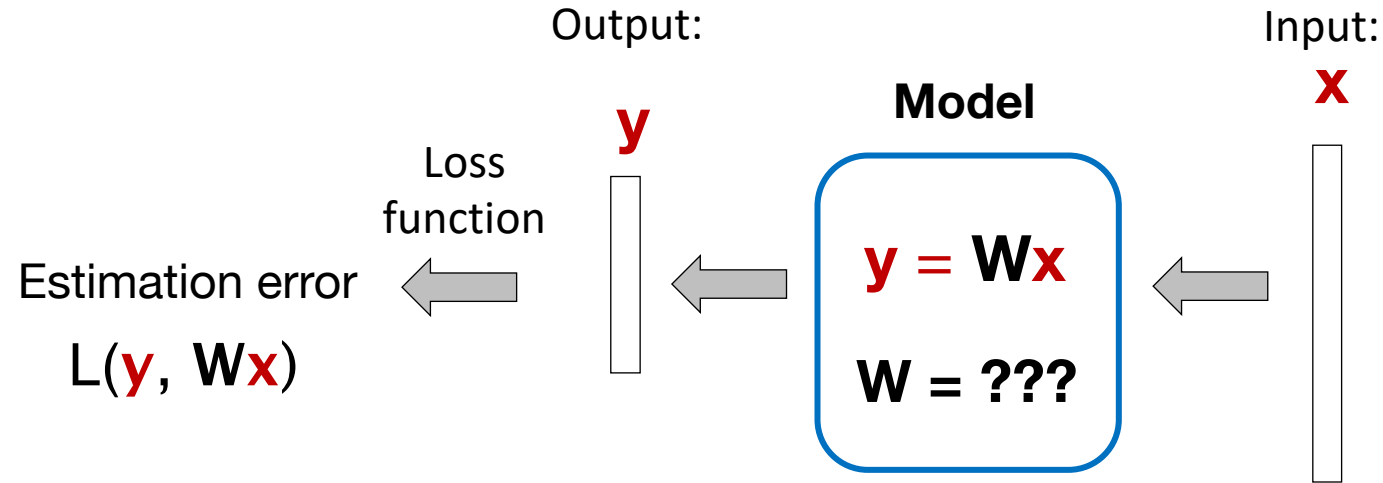 Output:
y
Loss
function
Estimation error
L(y, Wx)
Model
y = Wx
W = ???
Input:
x